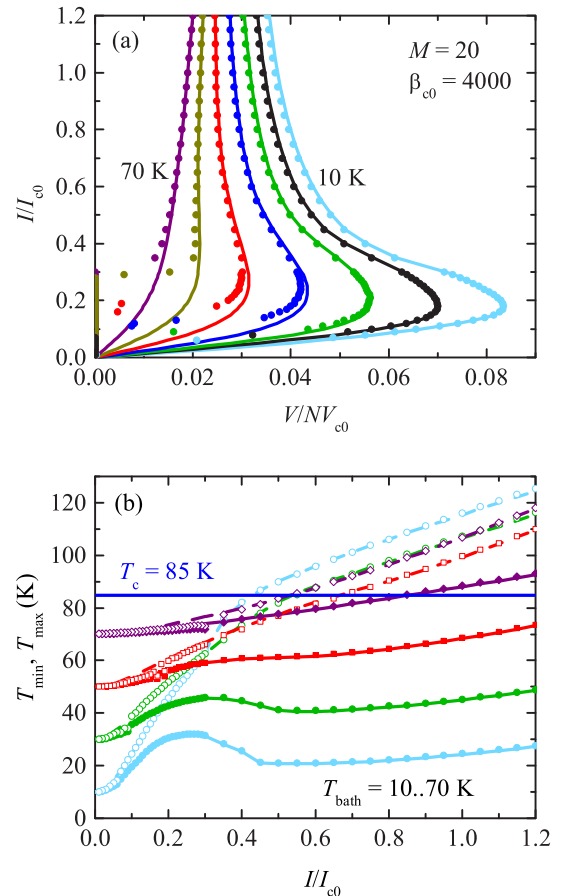 (a)
M = 20
β_c0 = 4000
70 K
10 K
I/I_c0
1.2
1.0
0.8
0.6
0.4
0.2
0.0
0.00 0.02 0.04 0.06 0.08
V/NV_c0
(b)
T_c = 85 K
T_min, T_max (K)
120
100
80
60
40
20
0
T_bath = 10..70 K
0.0 0.2 0.4 0.6 0.8 1.0 1.2
I/I_c0